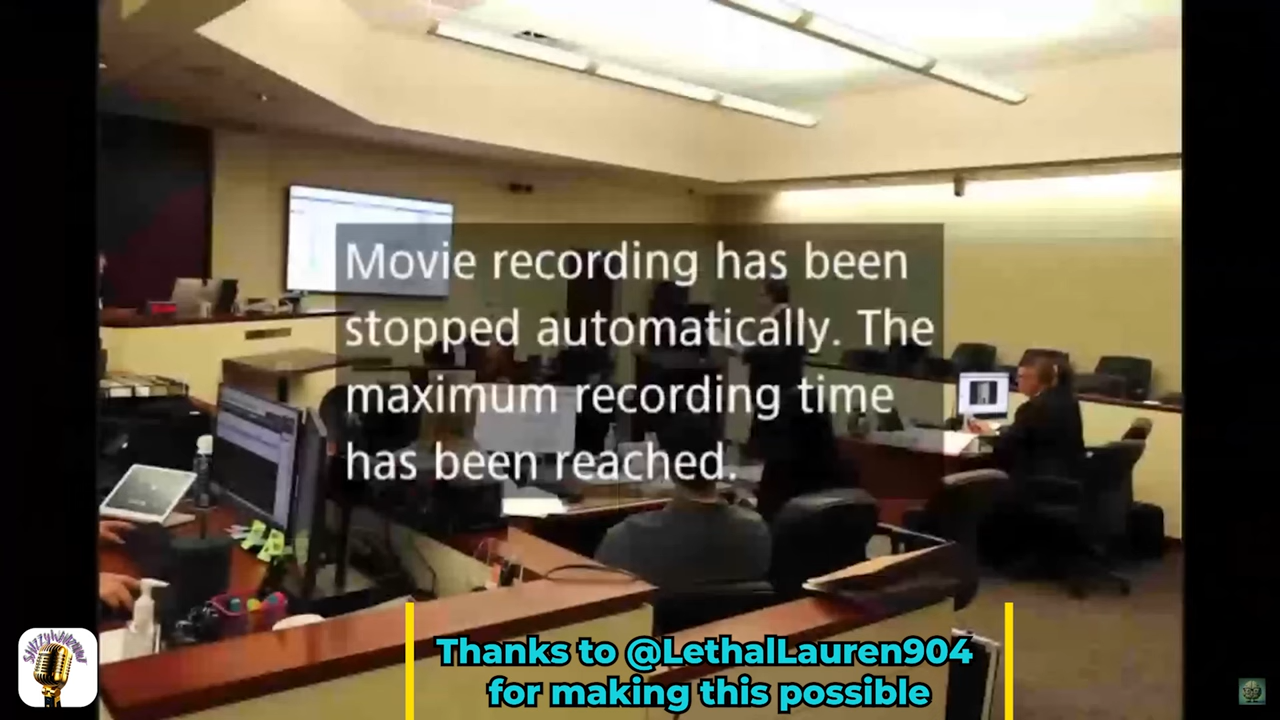 Movie recording has been
stopped automatically. The
maximum recording time
has been reached.
Thanks to @LethalLauren904
for making this possible